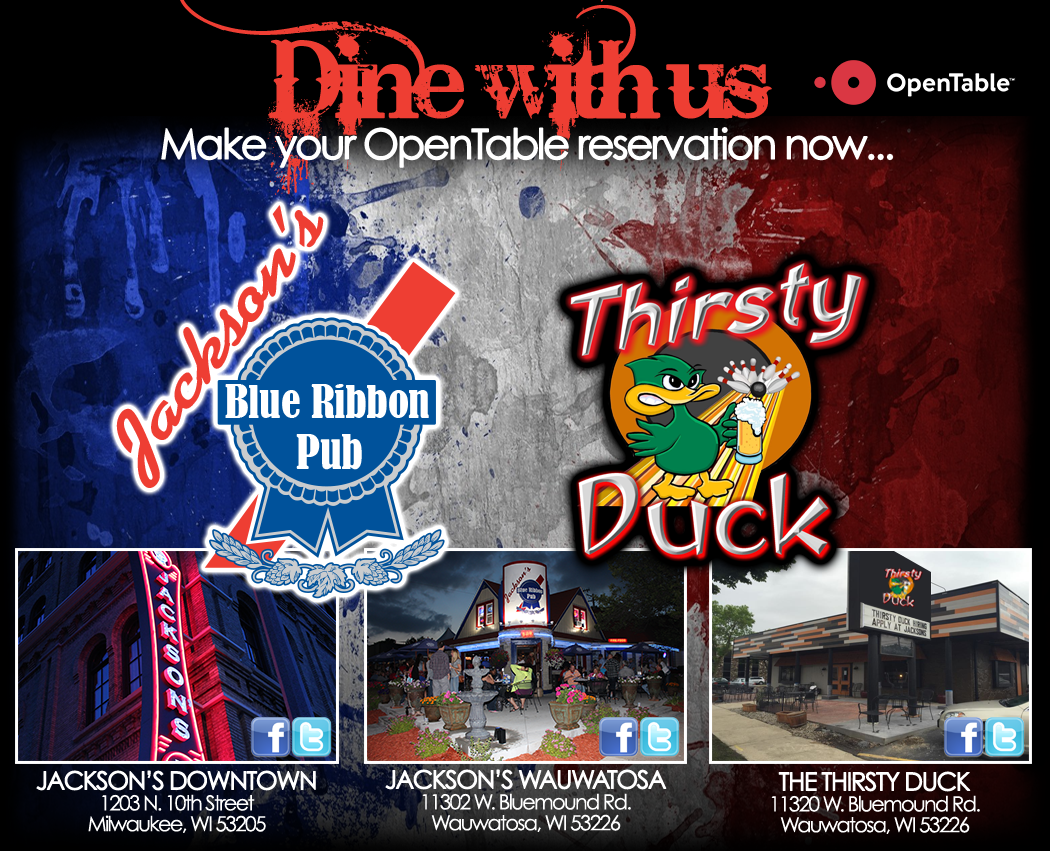 Dine with us
OpenTable™
Make your OpenTable reservation now...
Jackson's
Blue Ribbon
Pub
Thirsty
Duck
JACKSONS
Jackson's
Blue Ribbon
Pub
Thirsty
Duck
THIRSTY DUCK HIRING
APPLY AT JACKSONS
JACKSON'S DOWNTOWN
1203 N. 10th Street
Milwaukee, WI 53205
JACKSON'S WAUWATOSA
11302 W. Bluemound Rd.
Wauwatosa, WI 53226
THE THIRSTY DUCK
11320 W. Bluemound Rd.
Wauwatosa, WI 53226